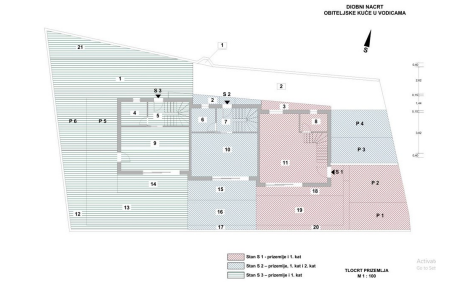 DIOBNI NACRT
OBITELJSKE KUĆE U VODICAMA
S
21
1
1
2
S 3
S 2
4
5
2
3
6
7
8
P 6
P 5
P 4
9
10
11
P 3
S 1
14
15
18
P 2
12
13
16
19
P 1
17
20
Stan S 1 - prizemlje i 1. kat
Stan S 2 – prizemlje, 1. kat i 2. kat
Stan S 3 – prizemlje i 1. kat
TLOCRT PRIZEMLJA
M 1 : 100